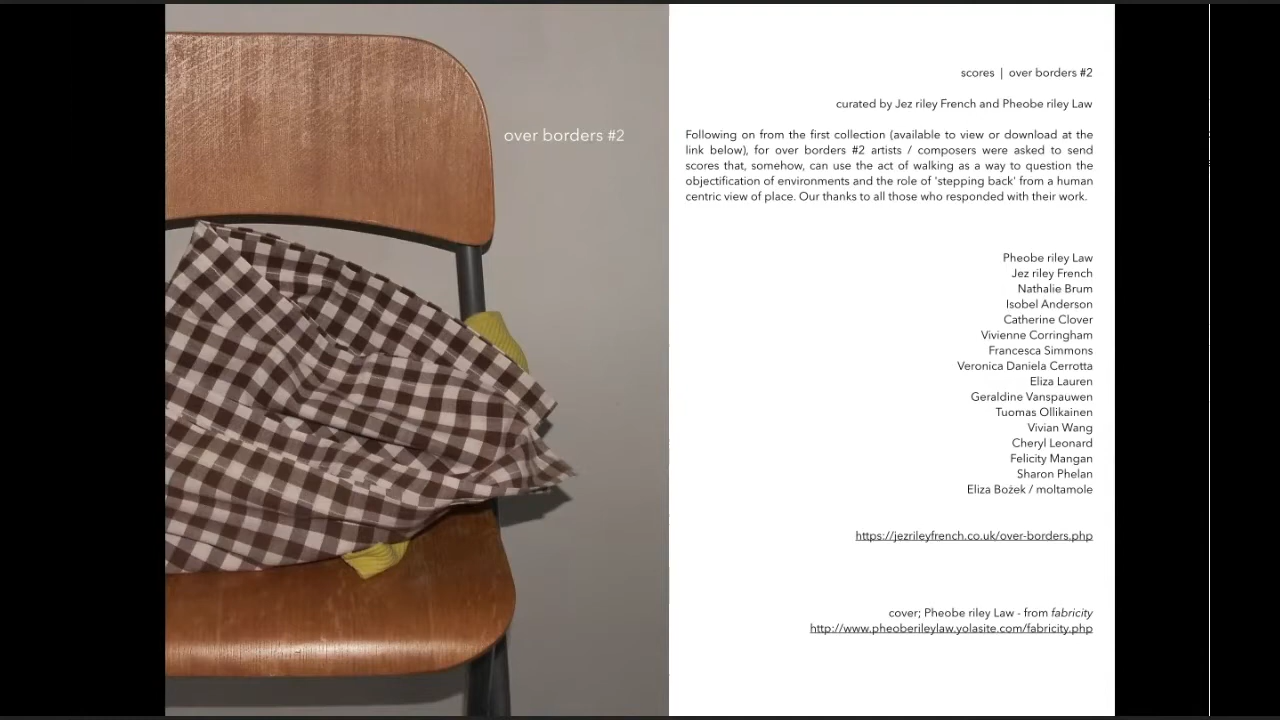 over borders #2
scores | over borders #2
curated by Jez riley French and Pheobe riley Law
Following on from the first collection (available to view or download at the
link below), for over borders #2 artists / composers were asked to send
scores that, somehow, can use the act of walking as a way to question the
objectification of environments and the role of 'stepping back' from a human
centric view of place. Our thanks to all those who responded with their work.
Pheobe riley Law
Jez riley French
Nathalie Brum
Isobel Anderson
Catherine Clover
Vivienne Corringham
Francesca Simmons
Veronica Daniela Cerrotta
Eliza Lauren
Geraldine Vanspauwen
Tuomas Ollikainen
Vivian Wang
Cheryl Leonard
Felicity Mangan
Sharon Phelan
Eliza Bożek / moltamole
https://jezrileyfrench.co.uk/over-borders.php
cover; Pheobe riley Law - from fabricity
http://www.pheoberileylaw.yolasite.com/fabricity.php